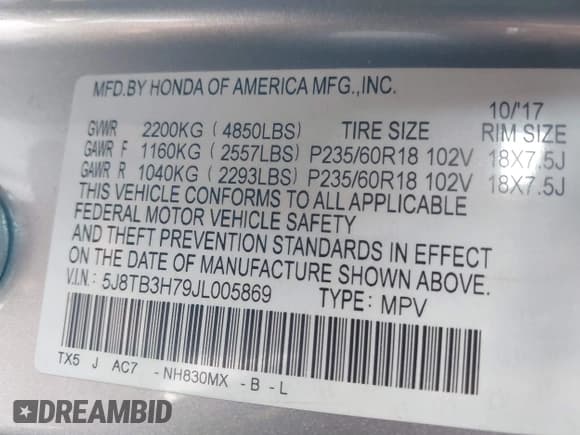 MFD.BY HONDA OF AMERICA MFG.,INC.
10/'17
GVWR 2200KG ( 4850LBS) TIRE SIZE RIM SIZE
GAWR F 1160KG ( 2557LBS) P235/60R18 102V 18X7.5J
GAWR R 1040KG ( 2293LBS) P235/60R18 102V 18X7.5J
THIS VEHICLE CONFORMS TO ALL APPLICABLE
FEDERAL MOTOR VEHICLE SAFETY
AND THEFT PREVENTION STANDARDS IN EFFECT
ON THE DATE OF MANUFACTURE SHOWN ABOVE.
V.I.N.: 5J8TB3H79JL005869 TYPE: MPV
TX5 J AC7 -NH830MX -B -L
DREAMBID